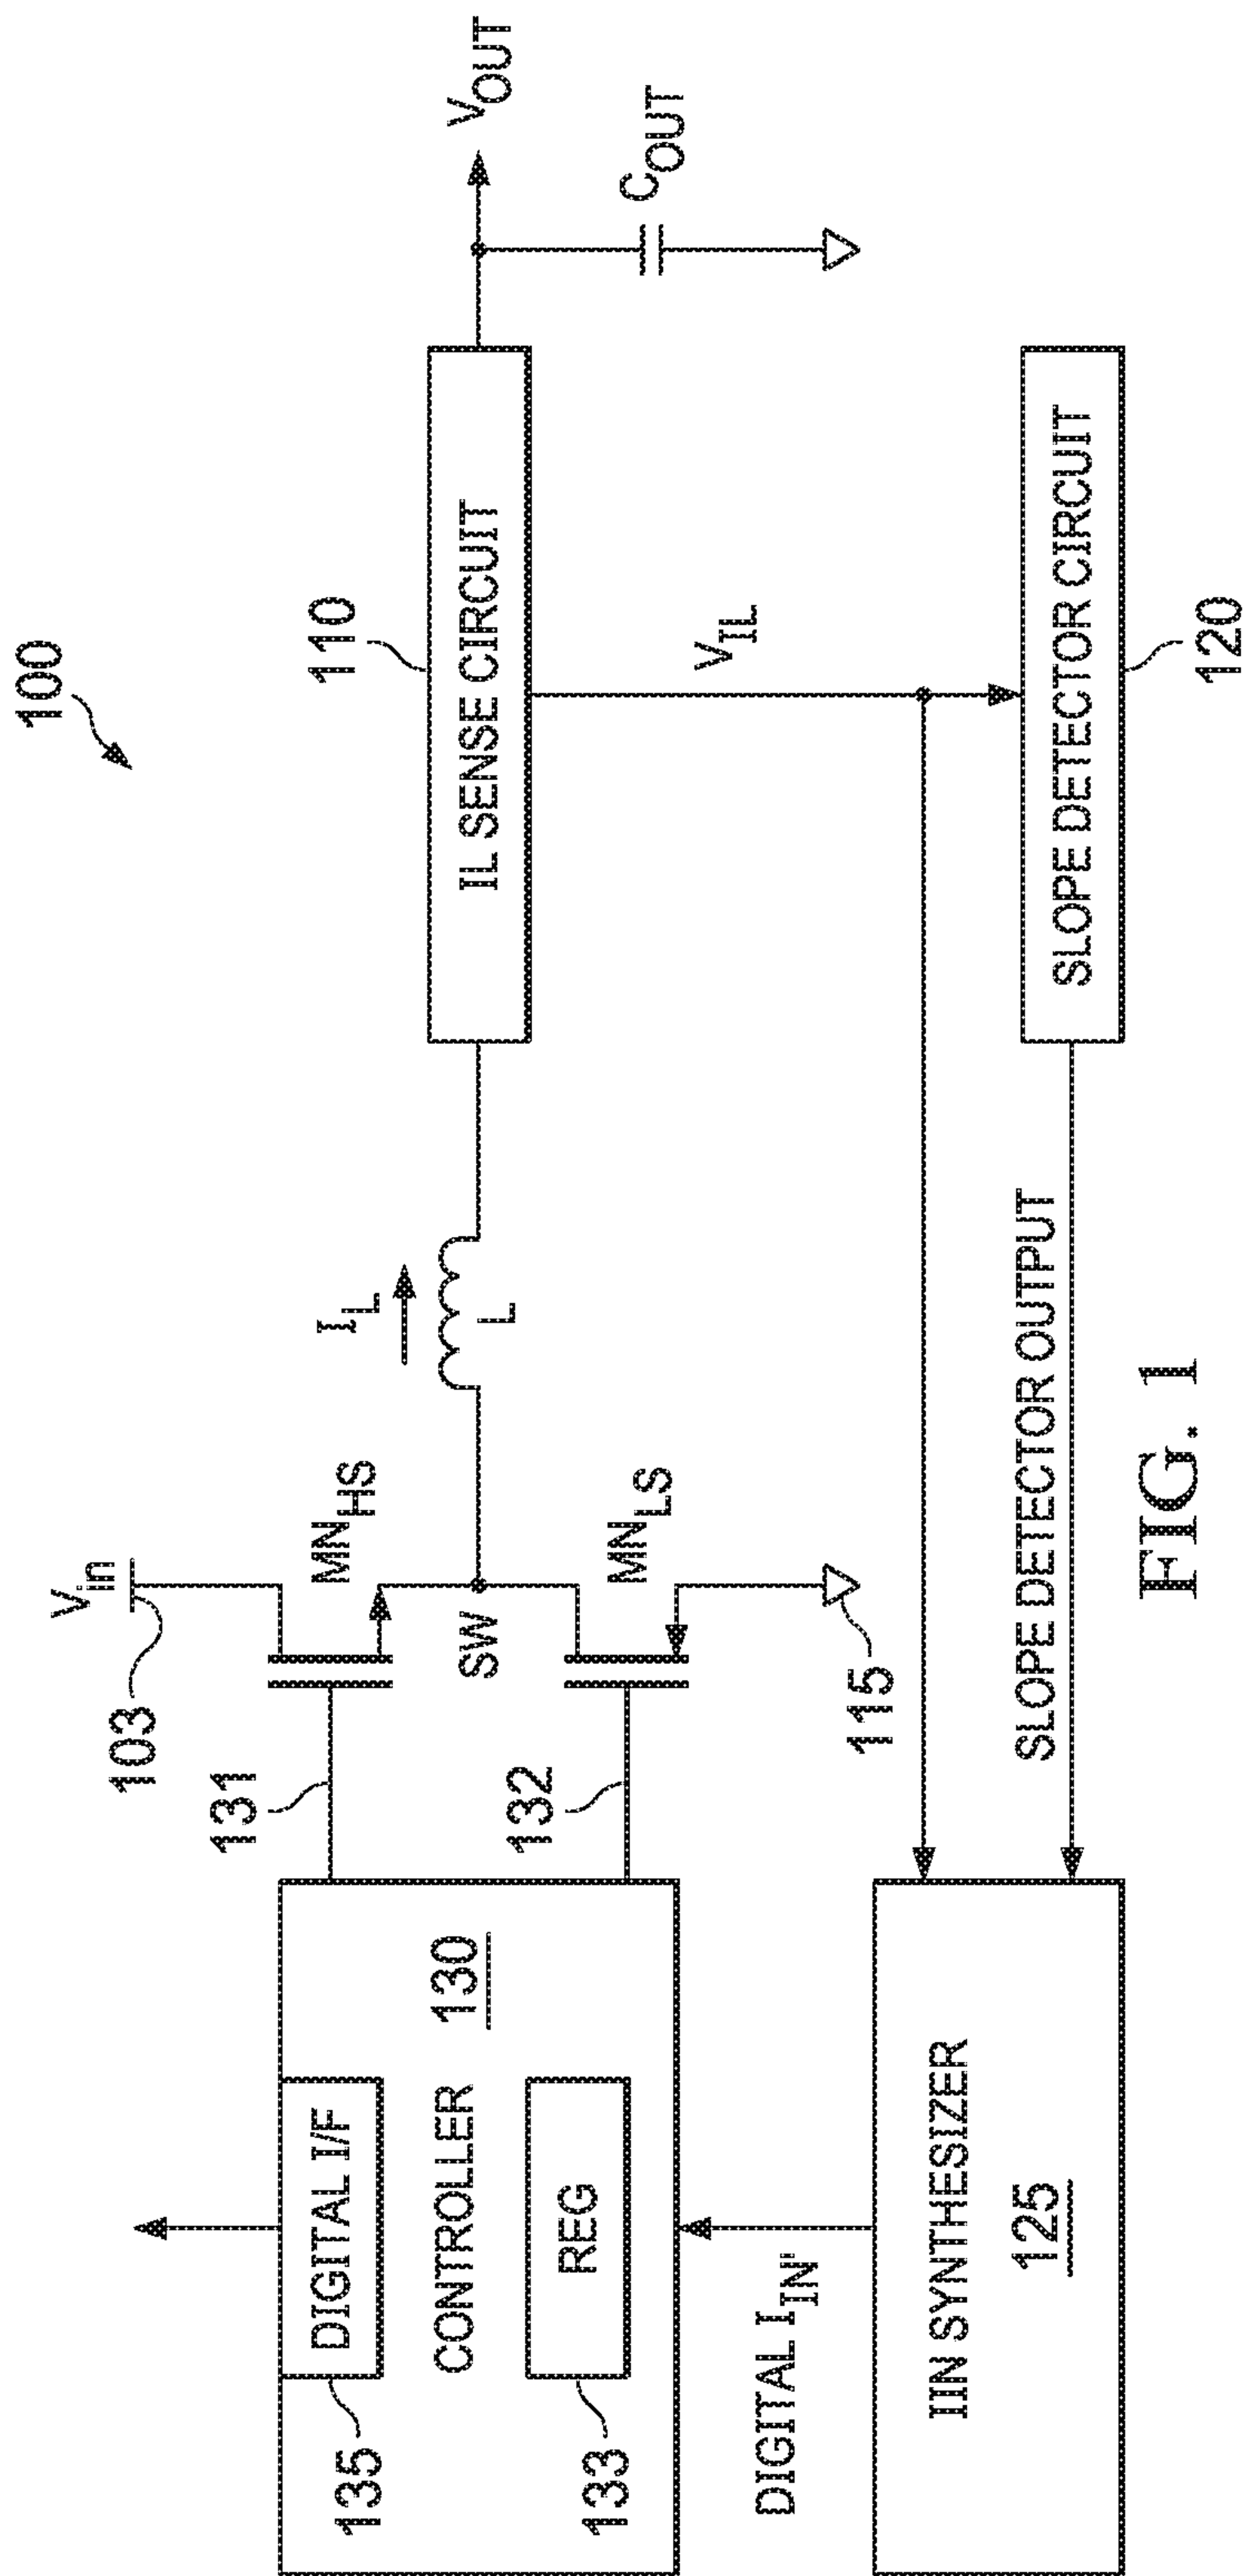 100
Vin
103
131
MNHS
IL
L
SW
132
MNLS
115
110
IL SENSE CIRCUIT
VOUT
COUT
VIL
135
DIGITAL I/F
CONTROLLER
130
133
REG
DIGITAL IIN'
IIN SYNTHESIZER
125
SLOPE DETECTOR OUTPUT
SLOPE DETECTOR CIRCUIT
120
FIG. 1